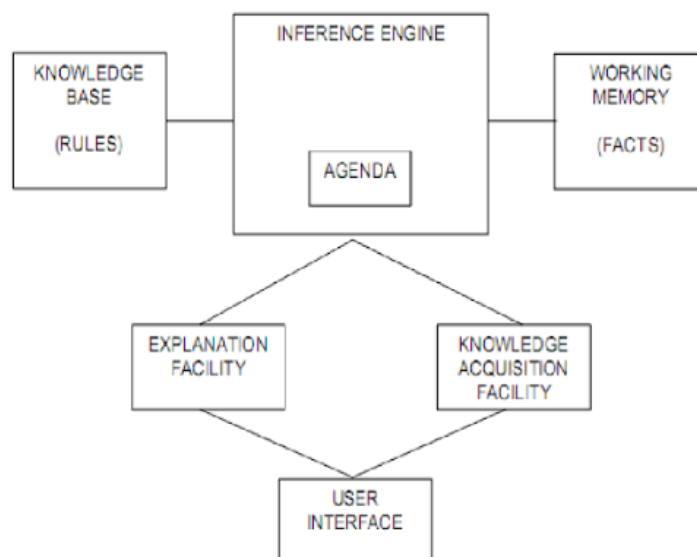 INFERENCE ENGINE
KNOWLEDGE
BASE
(RULES)
WORKING
MEMORY
(FACTS)
AGENDA
EXPLANATION
FACILITY
KNOWLEDGE
ACQUISITION
FACILITY
USER
INTERFACE